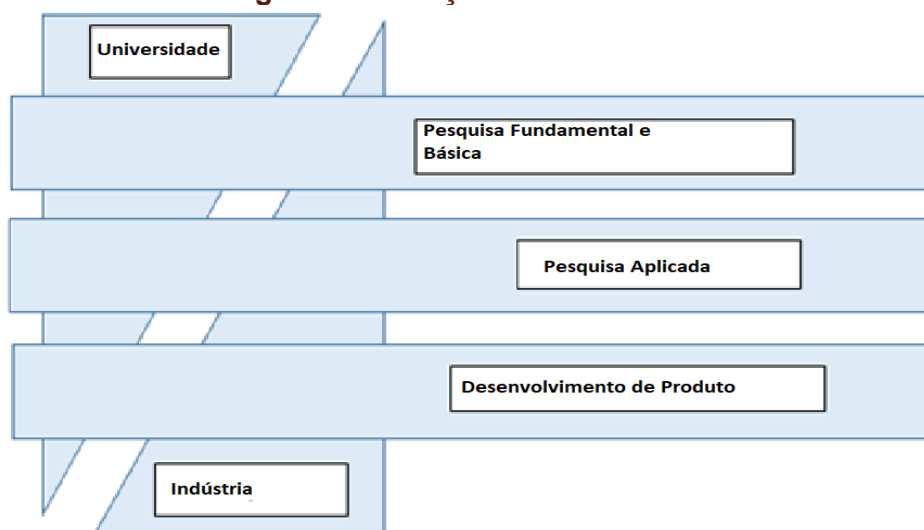 Universidade
Pesquisa Fundamental e
Básica
Pesquisa Aplicada
Desenvolvimento de Produto
Indústria